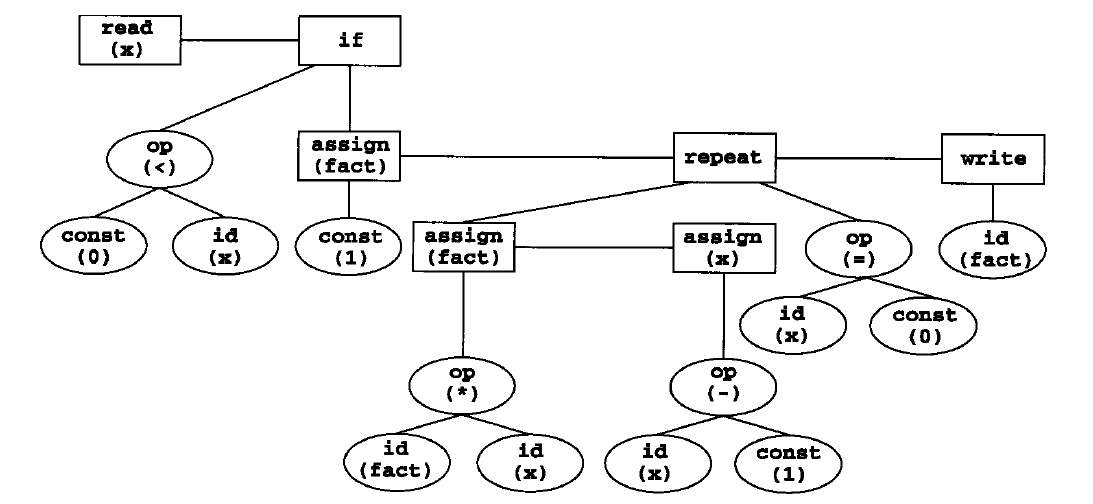 read
(x)
if
op
(<)
assign
(fact)
repeat
write
const
(0)
id
(x)
const
(1)
assign
(fact)
assign
(x)
op
(=)
id
(fact)
id
(x)
const
(0)
op
(*)
op
(-)
id
(fact)
id
(x)
id
(x)
const
(1)